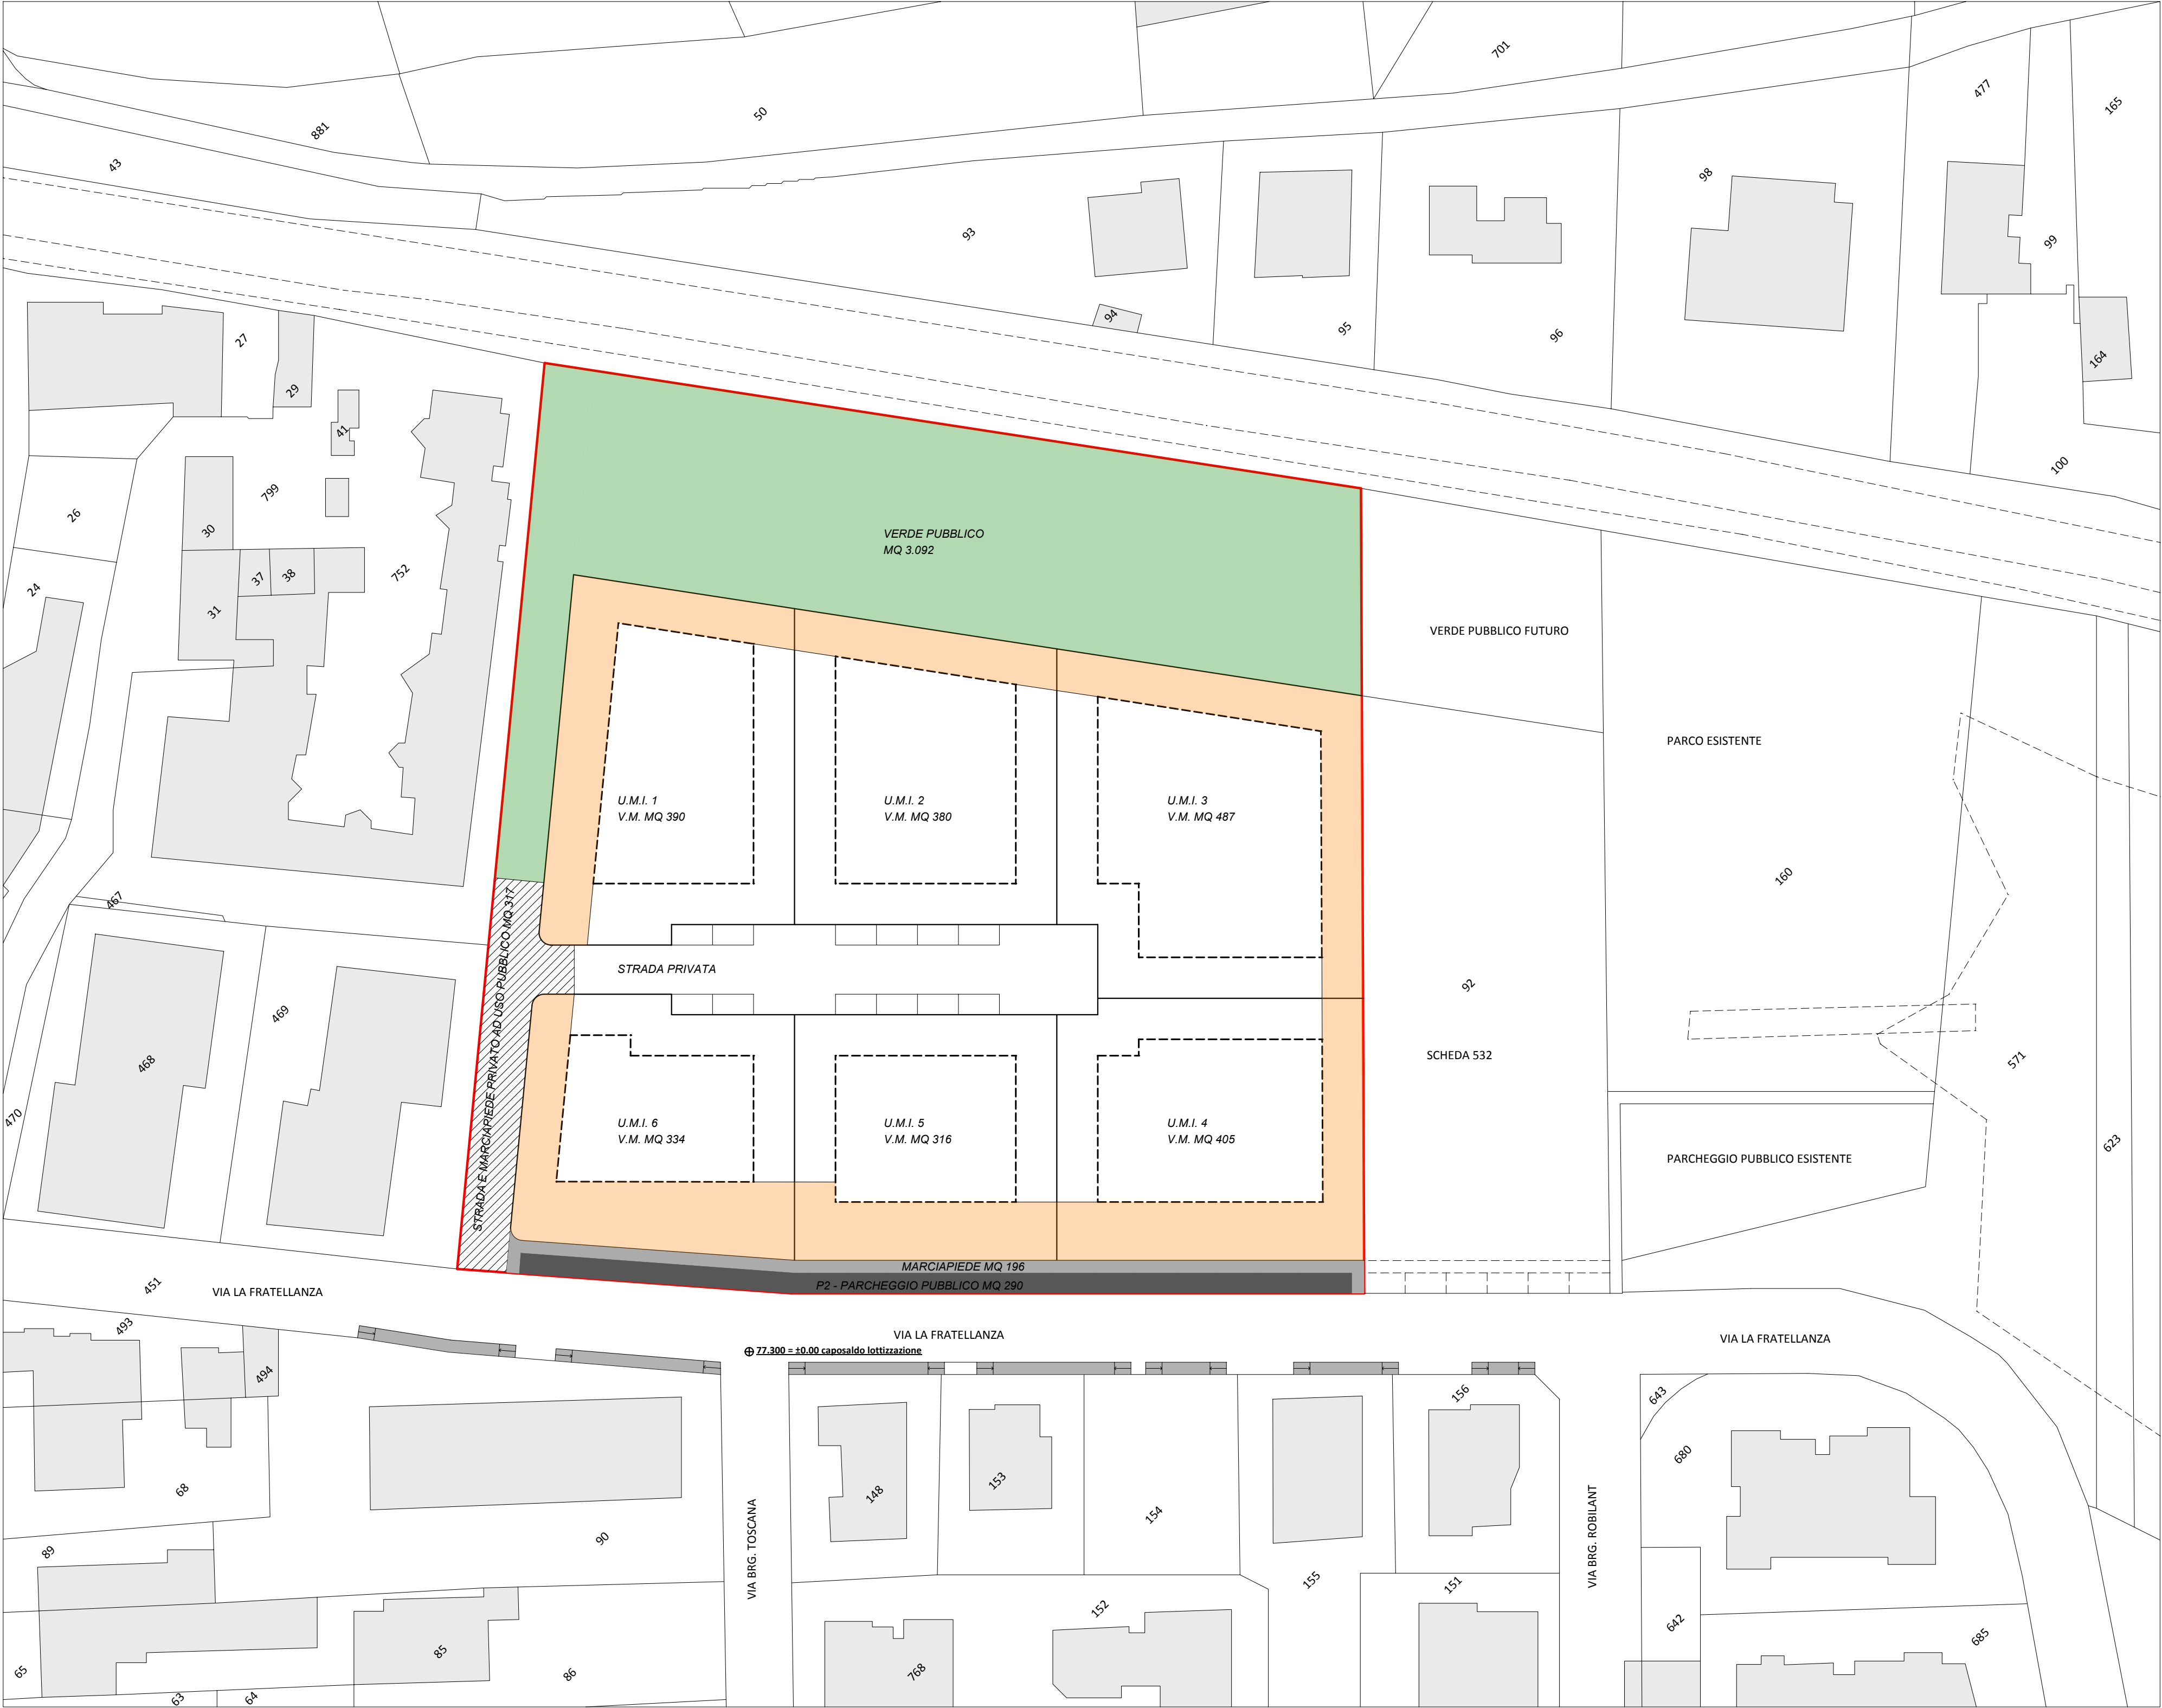 701
477
165
50
881
43
98
93
99
94
95
96
164
27
29
41
100
799
26
30
VERDE PUBBLICO
MQ 3.092
37
38
752
24
31
VERDE PUBBLICO FUTURO
PARCO ESISTENTE
U.M.I. 1
V.M. MQ 390
U.M.I. 2
V.M. MQ 380
U.M.I. 3
V.M. MQ 487
160
467
STRADA E MARCIAPIEDE PRIVATO AD USO PUBBLICO MQ 317
STRADA PRIVATA
92
469
468
SCHEDA 532
571
470
U.M.I. 6
V.M. MQ 334
U.M.I. 5
V.M. MQ 316
U.M.I. 4
V.M. MQ 405
623
PARCHEGGIO PUBBLICO ESISTENTE
MARCIAPIEDE MQ 196
P2 - PARCHEGGIO PUBBLICO MQ 290
451
VIA LA FRATELLANZA
493
VIA LA FRATELLANZA
VIA LA FRATELLANZA
77.300 = ±0.00 caposaldo lottizzazione
494
156
643
680
68
148
153
154
VIA BRG. TOSCANA
VIA BRG. ROBILANT
90
89
155
151
152
642
685
65
85
86
768
63
64